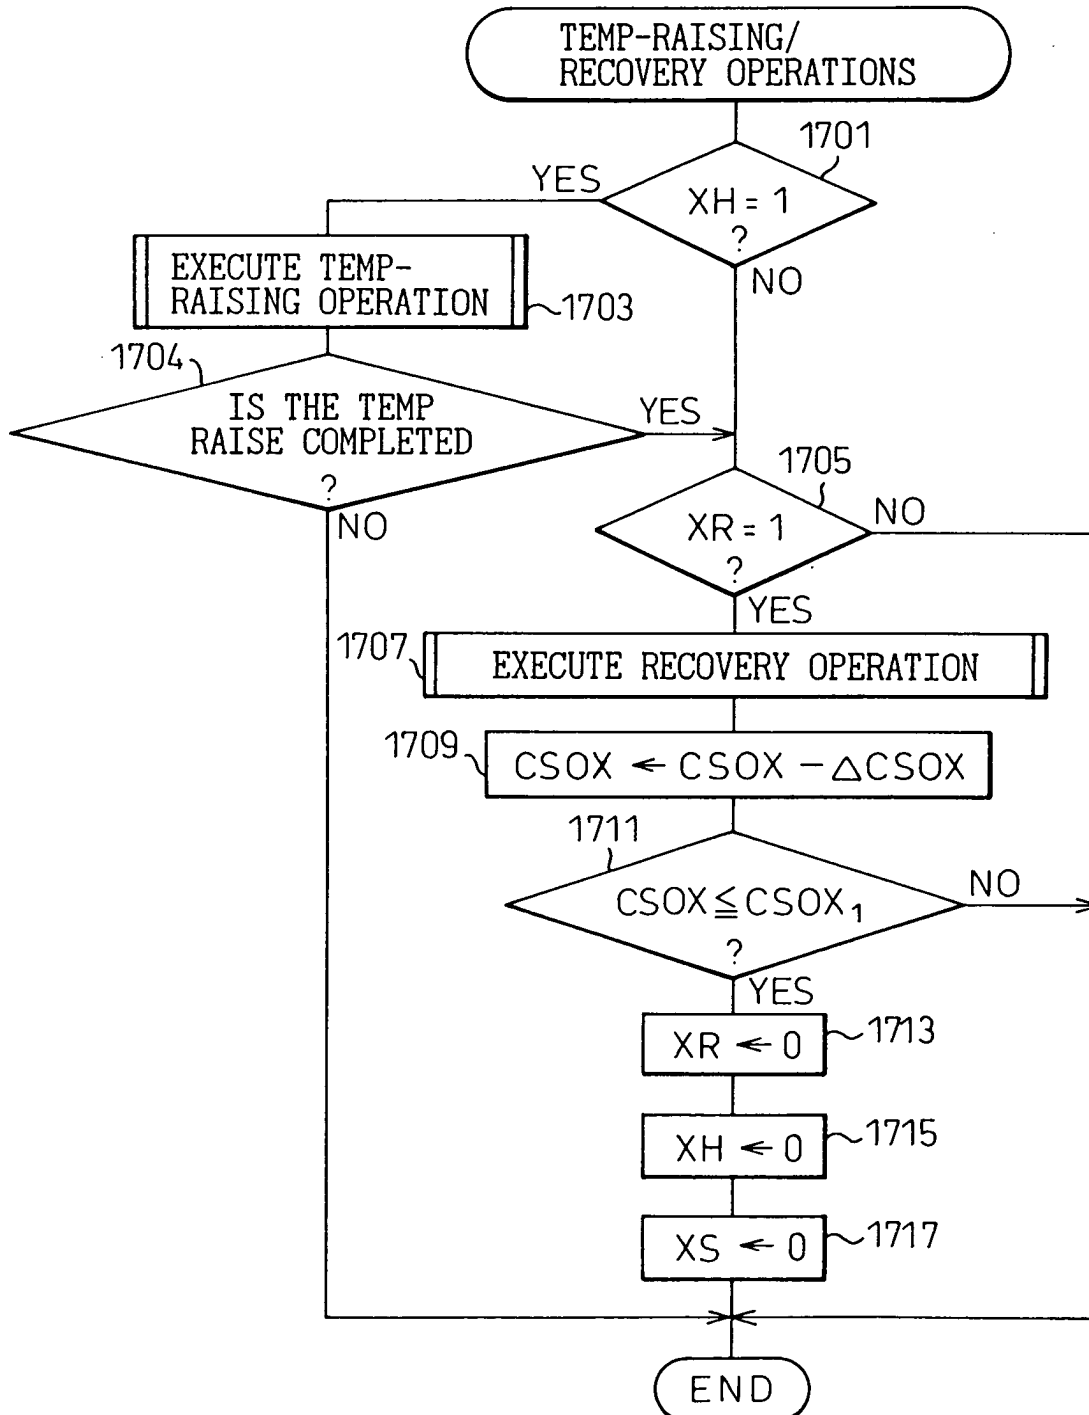 TEMP-RAISING/
RECOVERY OPERATIONS
1701
YES
XH = 1
?
NO
EXECUTE TEMP-
RAISING OPERATION
1703
1704
IS THE TEMP
RAISE COMPLETED
?
YES
NO
1705
XR = 1
?
NO
YES
1707
EXECUTE RECOVERY OPERATION
1709
CSOX ← CSOX − △CSOX
1711
CSOX ≦ CSOX₁
?
NO
YES
XR ← 0
1713
XH ← 0
1715
XS ← 0
1717
END